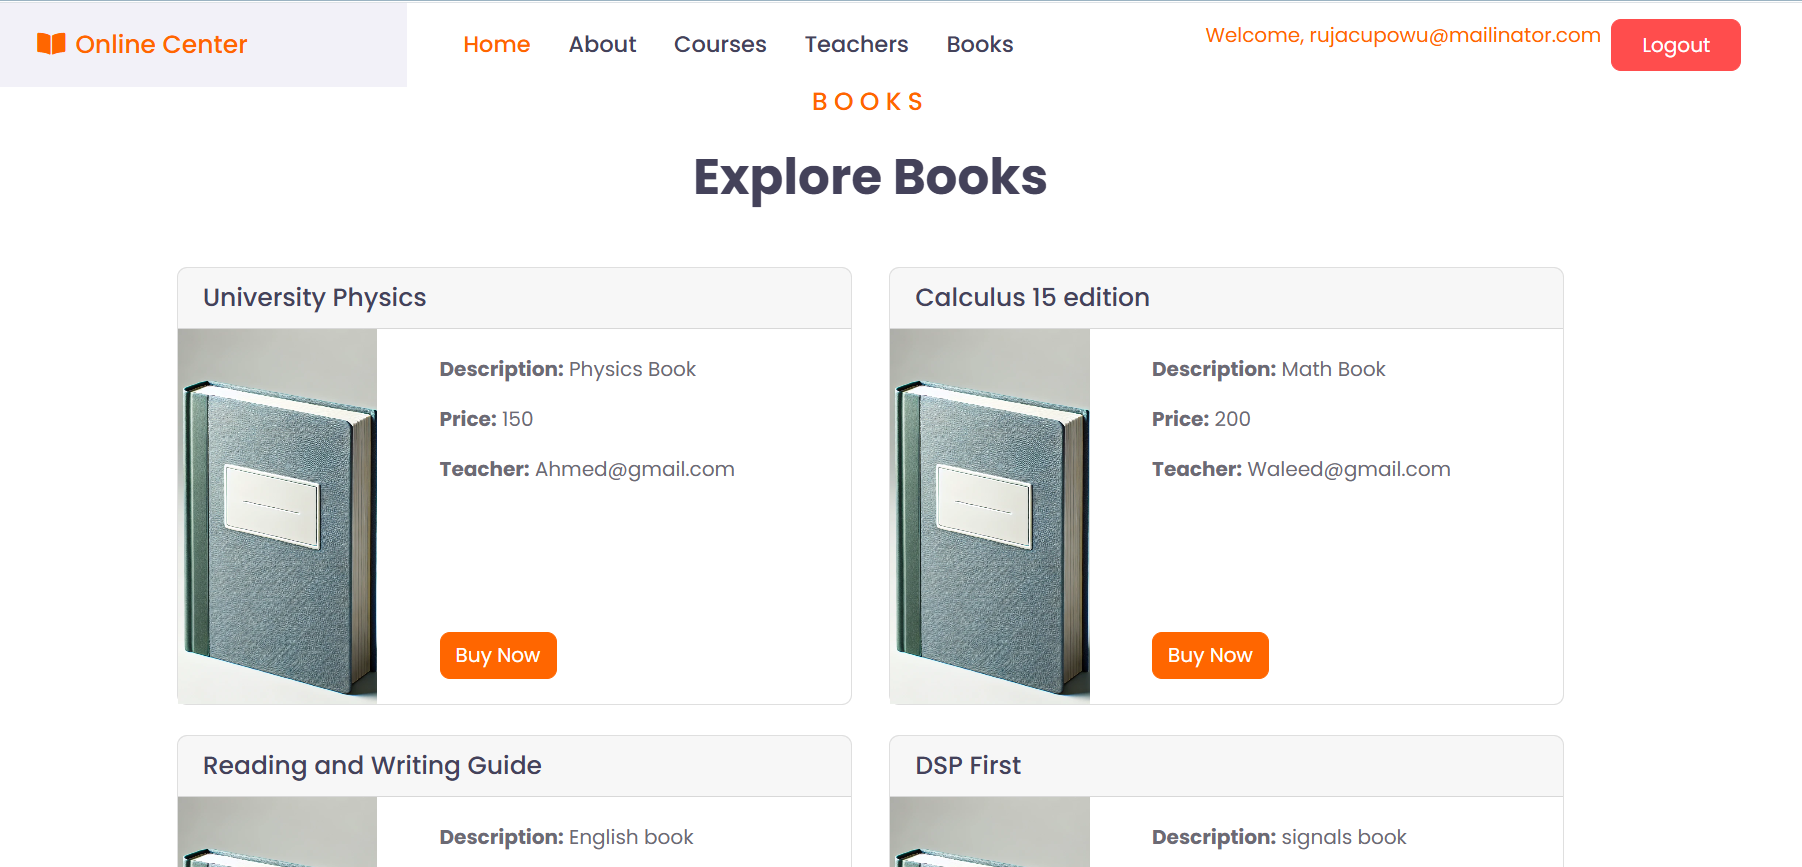 Online Center
Home About Courses Teachers Books
Welcome, rujacupowu@mailinator.com
Logout
BOOKS
Explore Books
University Physics
Description: Physics Book
Price: 150
Teacher: Ahmed@gmail.com
Buy Now
Calculus 15 edition
Description: Math Book
Price: 200
Teacher: Waleed@gmail.com
Buy Now
Reading and Writing Guide
Description: English book
DSP First
Description: signals book